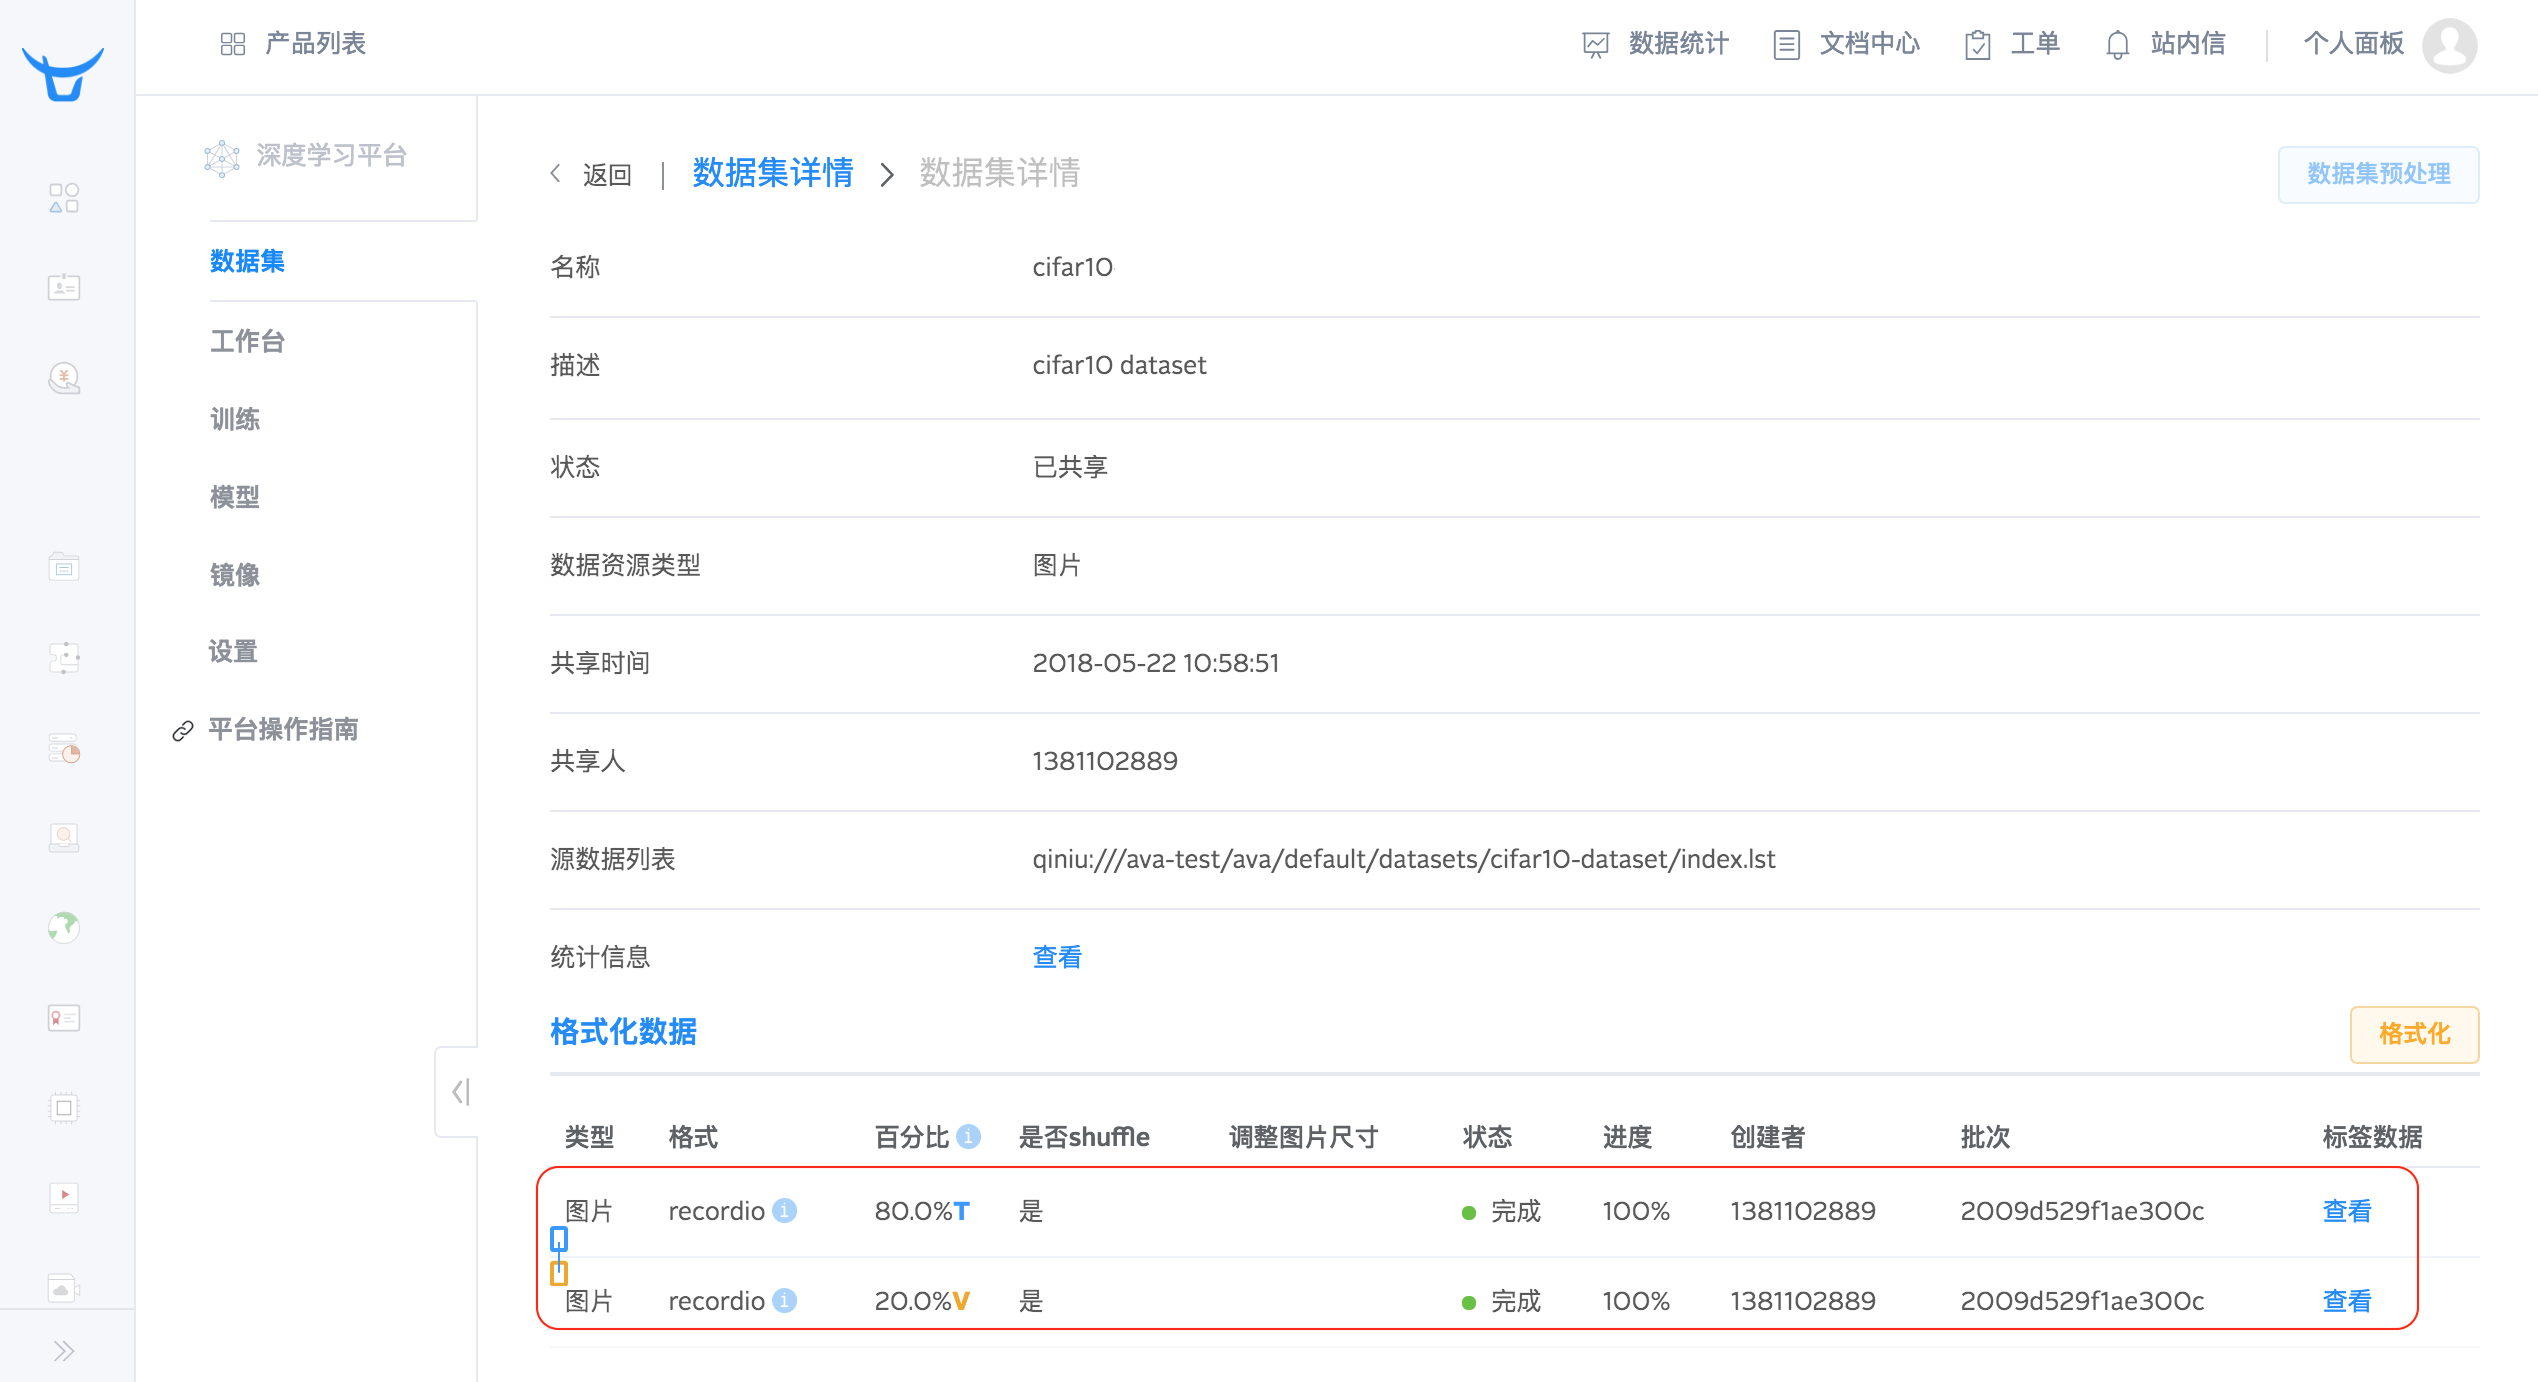 产品列表
数据统计 文档中心 工单 站内信 个人面板
深度学习平台
数据集
工作台
训练
模型
镜像
设置
平台操作指南
返回 | 数据集详情 > 数据集详情
数据集预处理
名称 cifar10
描述 cifar10 dataset
状态 已共享
数据资源类型 图片
共享时间 2018-05-22 10:58:51
共享人 1381102889
源数据列表 qiniu:///ava-test/ava/default/datasets/cifar10-dataset/index.lst
统计信息 查看
格式化数据 格式化
类型 格式 百分比 是否shuffle 调整图片尺寸 状态 进度 创建者 批次 标签数据
图片 recordio 80.0%T 是 完成 100% 1381102889 2009d529f1ae300c 查看
图片 recordio 20.0%V 是 完成 100% 1381102889 2009d529f1ae300c 查看